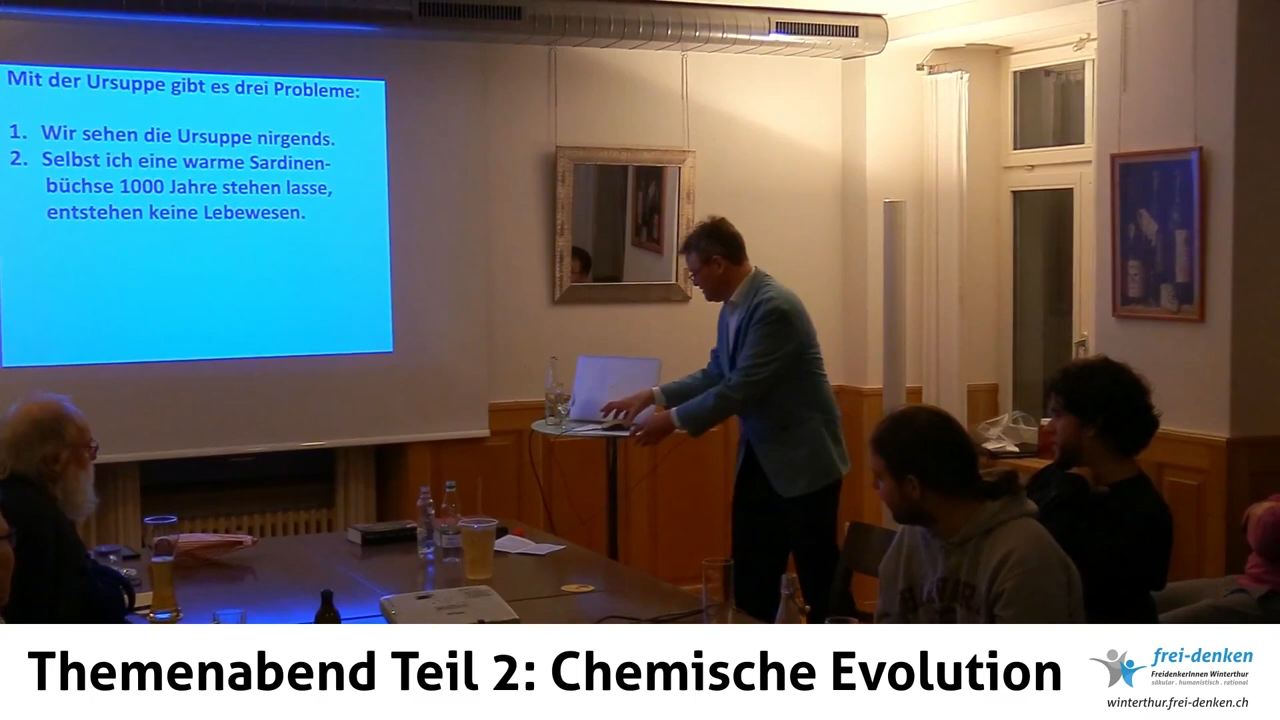 Mit der Ursuppe gibt es drei Probleme:
1. Wir sehen die Ursuppe nirgends.
2. Selbst ich eine warme Sardinen-
büchse 1000 Jahre stehen lasse,
entstehen keine Lebewesen.
Themenabend Teil 2: Chemische Evolution
frei-denken
FreidenkerInnen Winterthur
säkular . humanistisch . rational
winterthur.frei-denken.ch